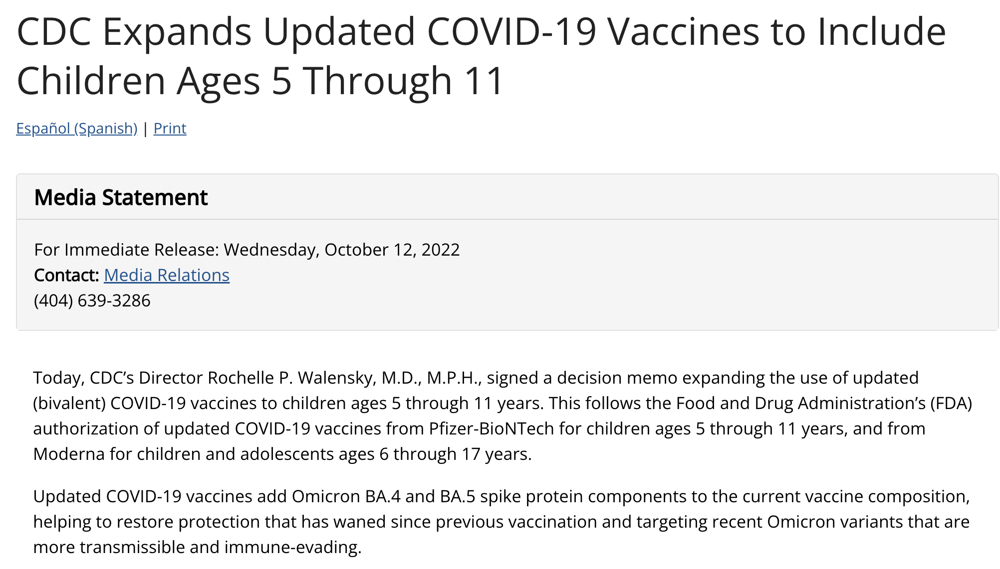 CDC Expands Updated COVID-19 Vaccines to Include
Children Ages 5 Through 11
Español (Spanish) | Print
Media Statement
For Immediate Release: Wednesday, October 12, 2022
Contact: Media Relations
(404) 639-3286
Today, CDC’s Director Rochelle P. Walensky, M.D., M.P.H., signed a decision memo expanding the use of updated
(bivalent) COVID-19 vaccines to children ages 5 through 11 years. This follows the Food and Drug Administration’s (FDA)
authorization of updated COVID-19 vaccines from Pfizer-BioNTech for children ages 5 through 11 years, and from
Moderna for children and adolescents ages 6 through 17 years.
Updated COVID-19 vaccines add Omicron BA.4 and BA.5 spike protein components to the current vaccine composition,
helping to restore protection that has waned since previous vaccination and targeting recent Omicron variants that are
more transmissible and immune-evading.